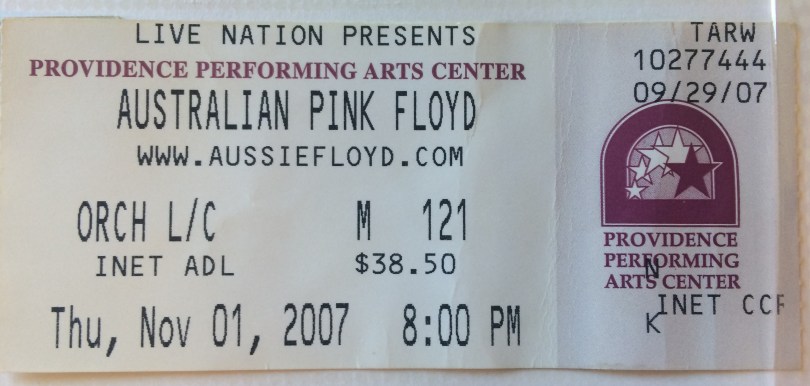 LIVE NATION PRESENTS
PROVIDENCE PERFORMING ARTS CENTER
AUSTRALIAN PINK FLOYD
WWW.AUSSIEFLOYD.COM
ORCH L/C M 121
INET ADL $38.50
Thu, Nov 01, 2007 8:00 PM
TARW
10277444
09/29/07
PROVIDENCE
PERFORMING
N
ARTS CENTER
INET CC
K